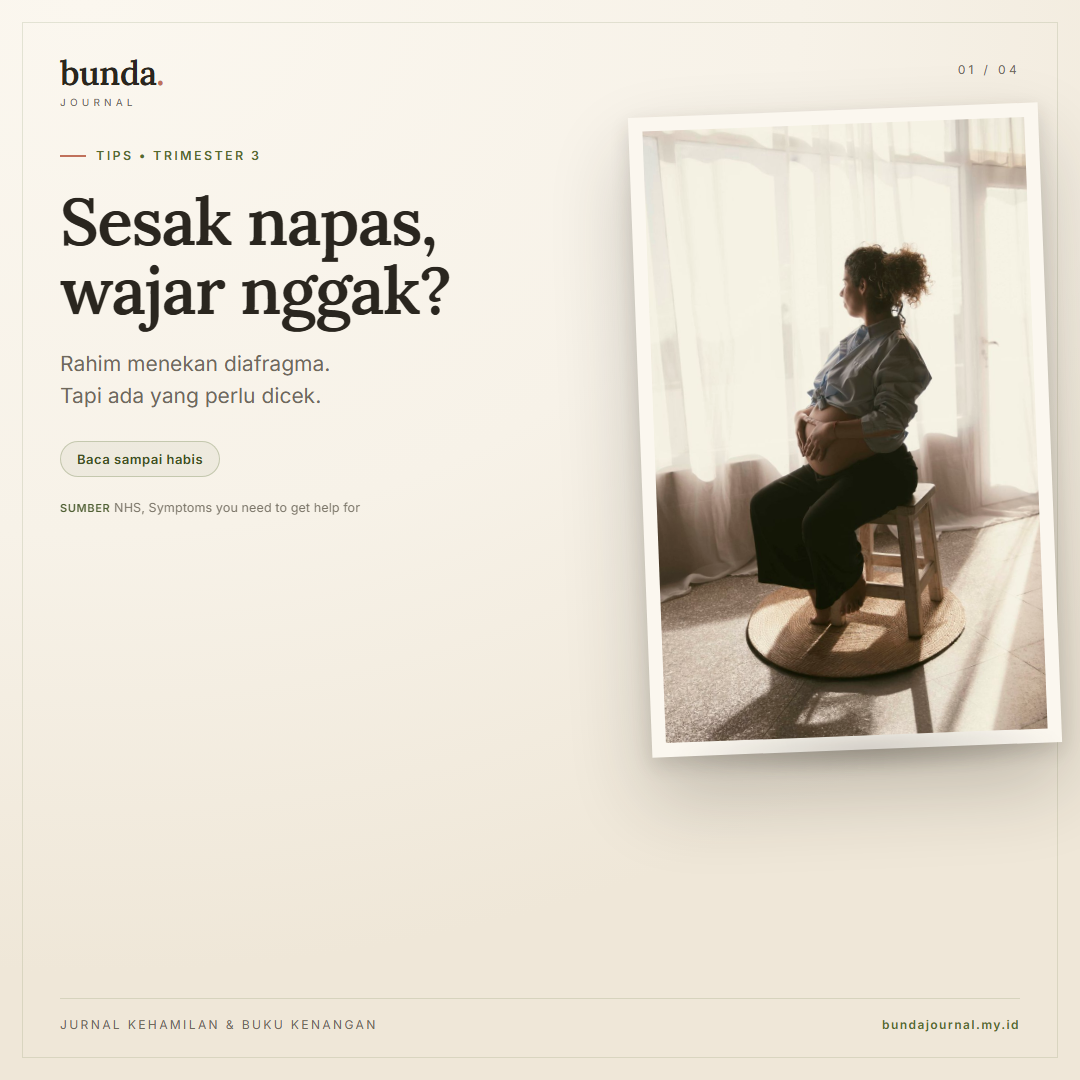 bunda.
JOURNAL
01 / 04
TIPS • TRIMESTER 3
Sesak napas,
wajar nggak?
Rahim menekan diafragma.
Tapi ada yang perlu dicek.
Baca sampai habis
SUMBER NHS, Symptoms you need to get help for
JURNAL KEHAMILAN & BUKU KENANGAN
bundajournal.my.id